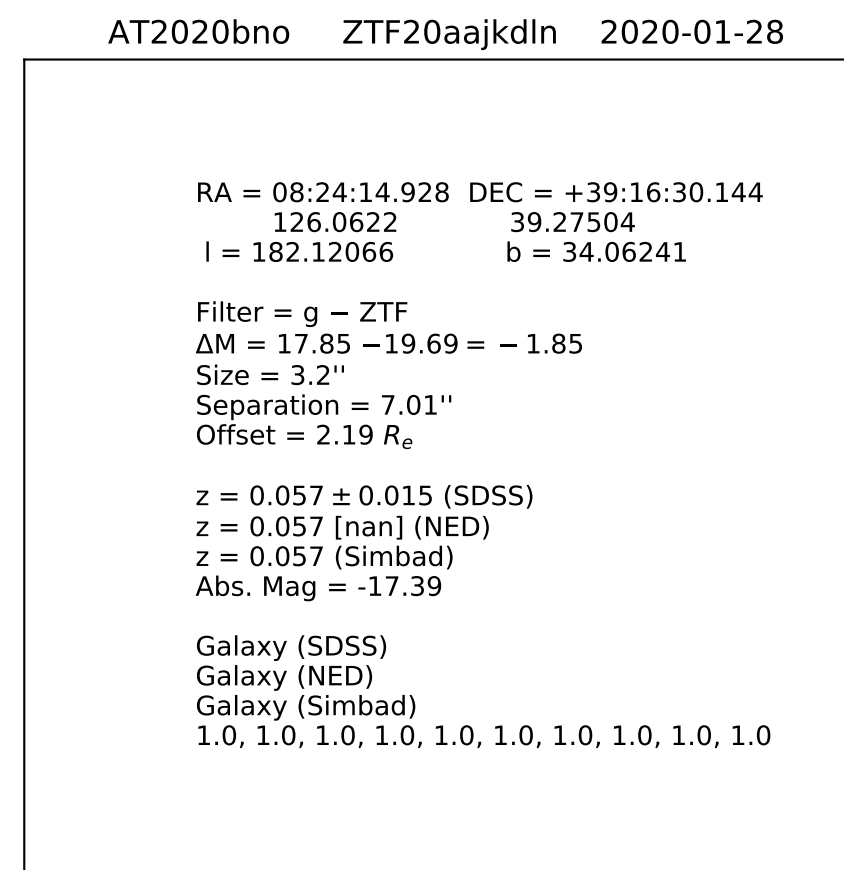 AT2020bno ZTF20aajkdln 2020-01-28
RA = 08:24:14.928 DEC = +39:16:30.144
126.0622 39.27504
l = 182.12066 b = 34.06241
Filter = g − ZTF
ΔM = 17.85 −19.69 = − 1.85
Size = 3.2''
Separation = 7.01''
Offset = 2.19 Rₑ
z = 0.057 ± 0.015 (SDSS)
z = 0.057 [nan] (NED)
z = 0.057 (Simbad)
Abs. Mag = -17.39
Galaxy (SDSS)
Galaxy (NED)
Galaxy (Simbad)
1.0, 1.0, 1.0, 1.0, 1.0, 1.0, 1.0, 1.0, 1.0, 1.0